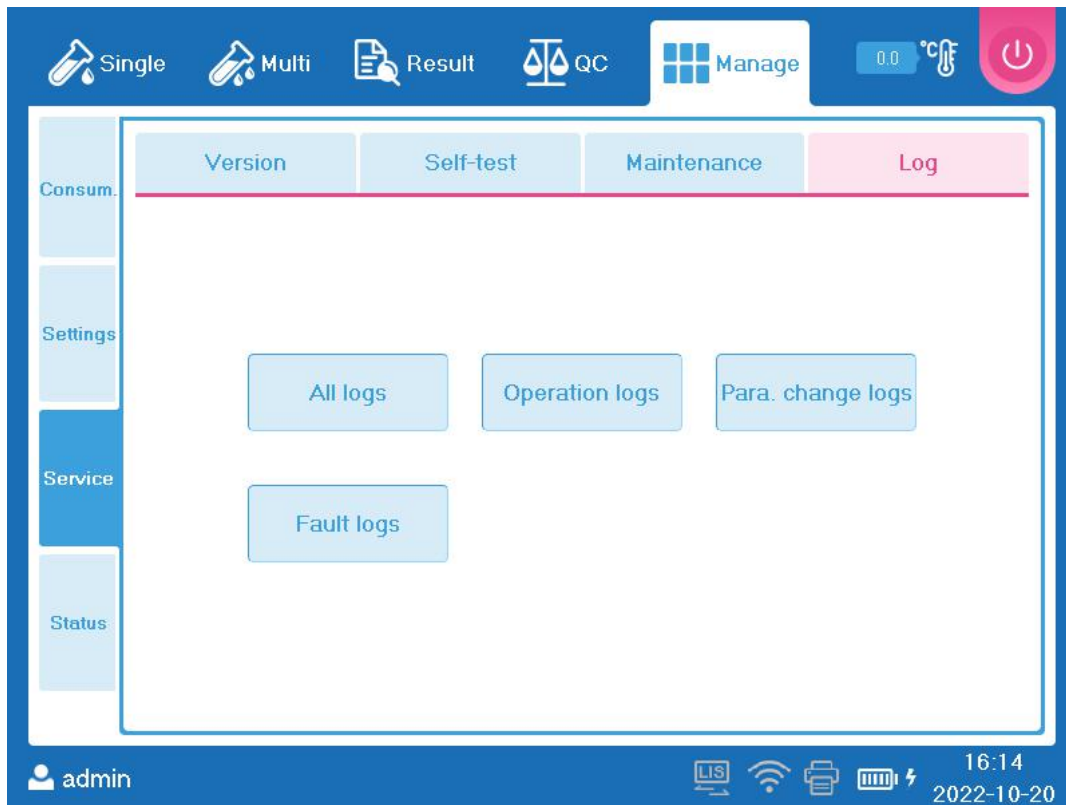 Single Multi Result QC Manage 0.0 °C/°F
Version Self-test Maintenance Log
Consum.
Settings
All logs Operation logs Para. change logs
Service
Fault logs
Status
admin LIS 16:14
2022-10-20